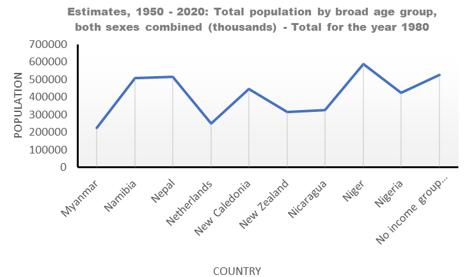 Estimates, 1950 - 2020: Total population by broad age group,
both sexes combined (thousands) - Total for the year 1980
700000
600000
500000
400000
300000
200000
100000
0
POPULATION
Myanmar
Namibia
Nepal
Netherlands
New Caledonia
New Zealand
Nicaragua
Niger
Nigeria
No income group...
COUNTRY